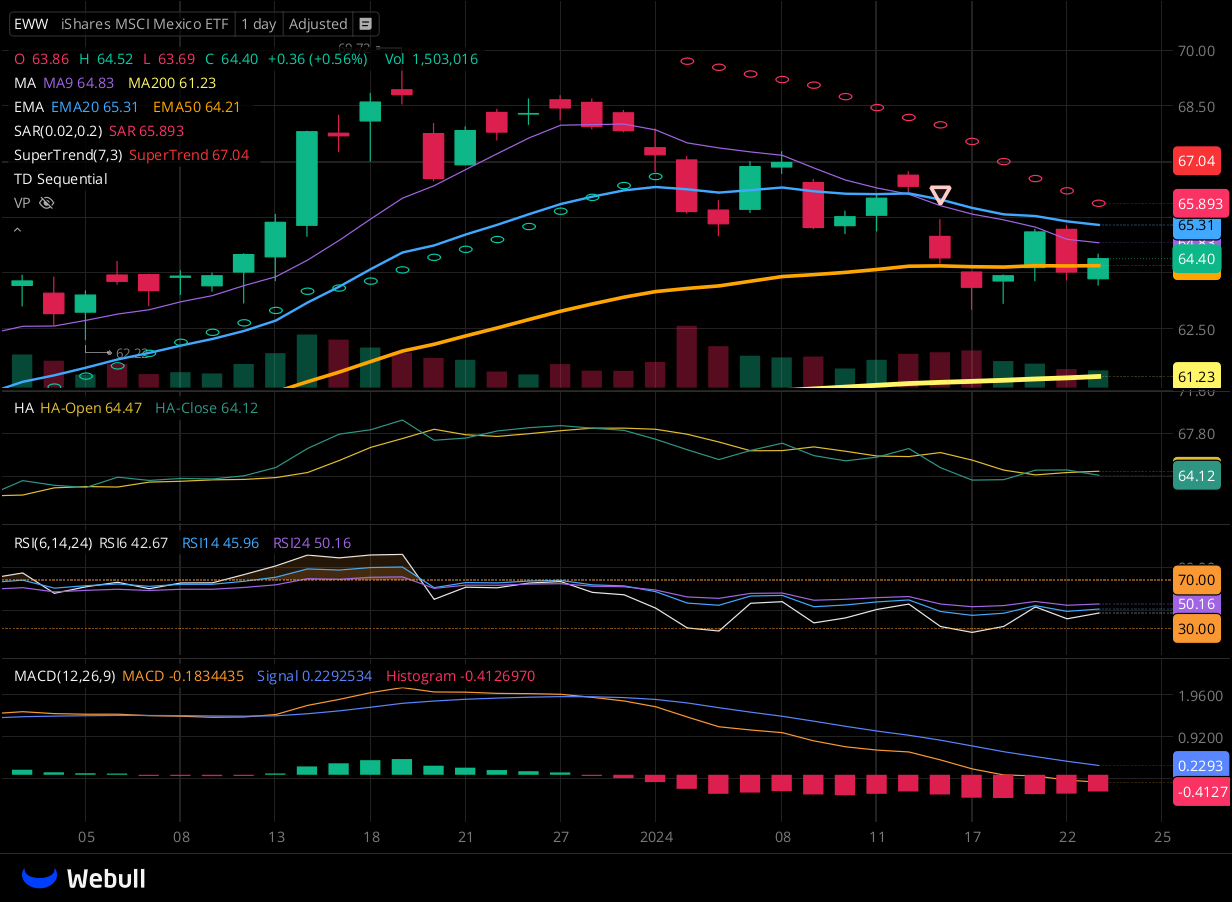 EWW iShares MSCI Mexico ETF 1 day Adjusted
70.00
O 63.86 H 64.52 L 63.69 C 64.40 +0.36 (+0.56%) Vol 1,503,016
MA MA9 64.83 MA200 61.23
EMA EMA20 65.31 EMA50 64.21
68.50
SAR(0.02,0.2) SAR 65.893
SuperTrend(7,3) SuperTrend 67.04
67.04
TD Sequential
VP
65.893
65.31
64.40
62.50
62.22
61.23
HA HA-Open 64.47 HA-Close 64.12
67.80
64.12
RSI(6,14,24) RSI6 42.67 RSI14 45.96 RSI24 50.16
70.00
50.16
30.00
MACD(12,26,9) MACD -0.1834435 Signal 0.2292534 Histogram -0.4126970
1.9600
0.9200
0.2293
-0.4127
05 08 13 18 21 27 2024 08 11 17 22 25
Webull